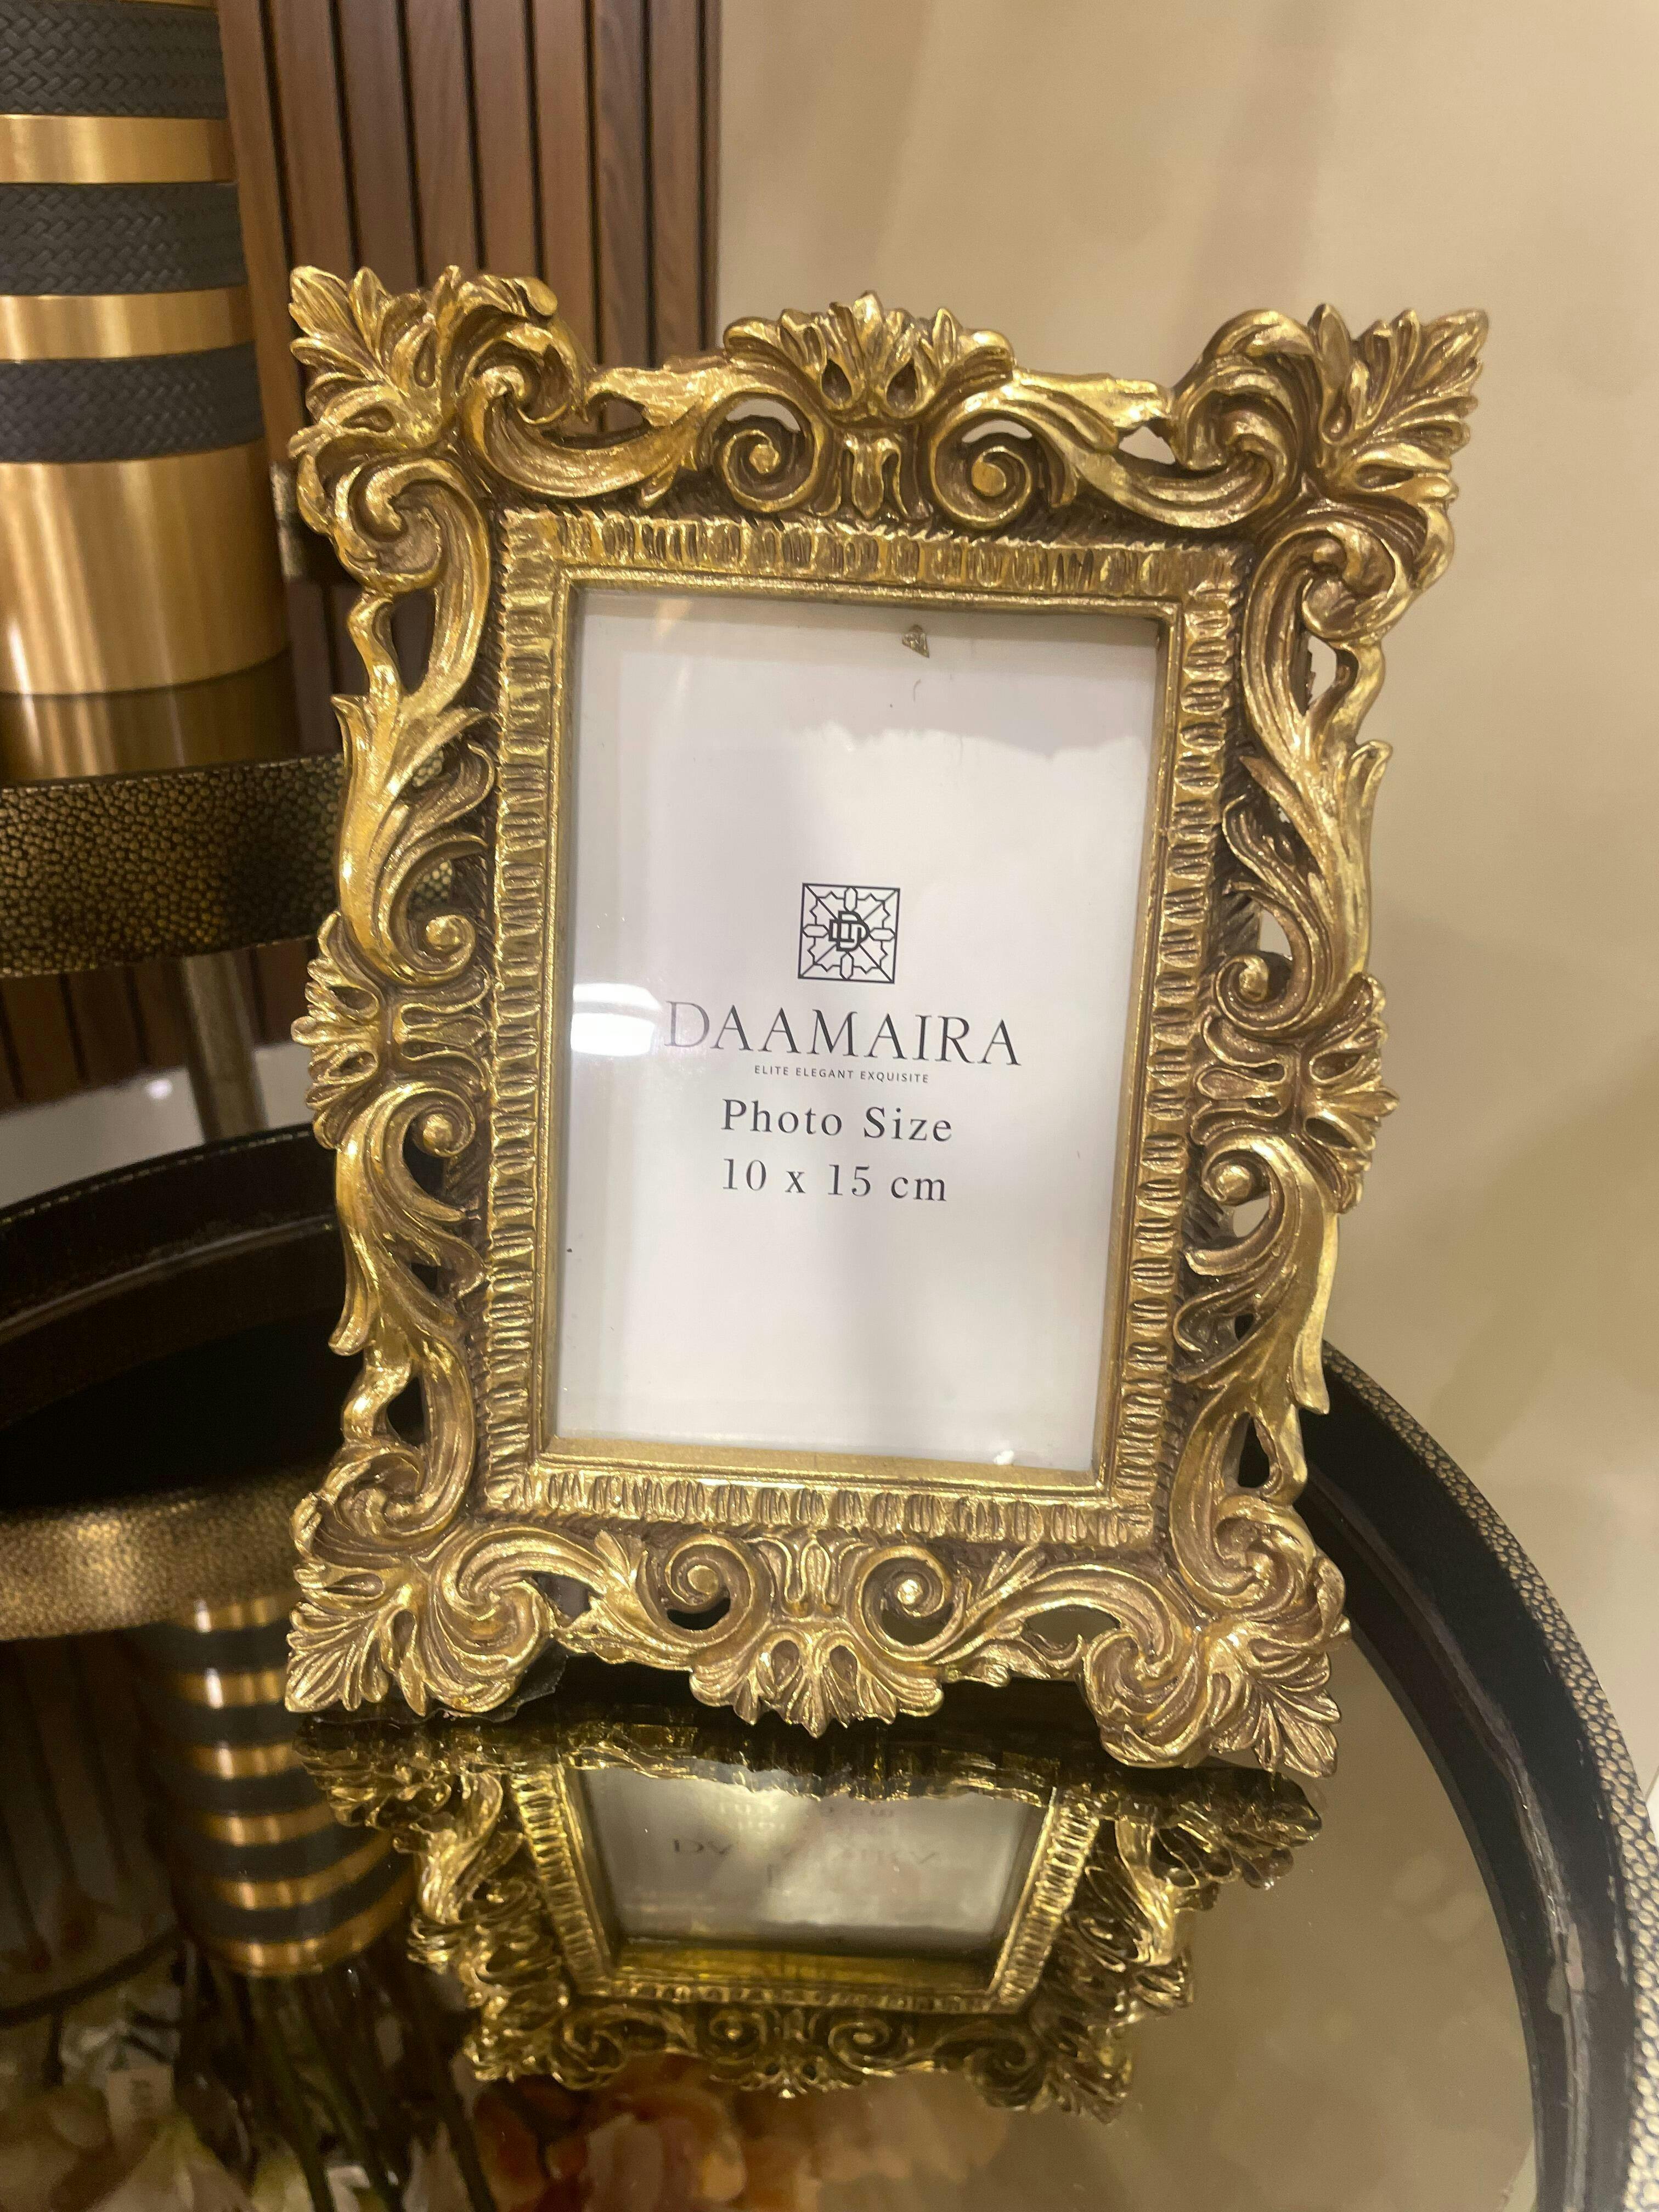 DAAMAIRA
ELITE ELEGANT EXQUISITE
Photo Size
10 x 15 cm